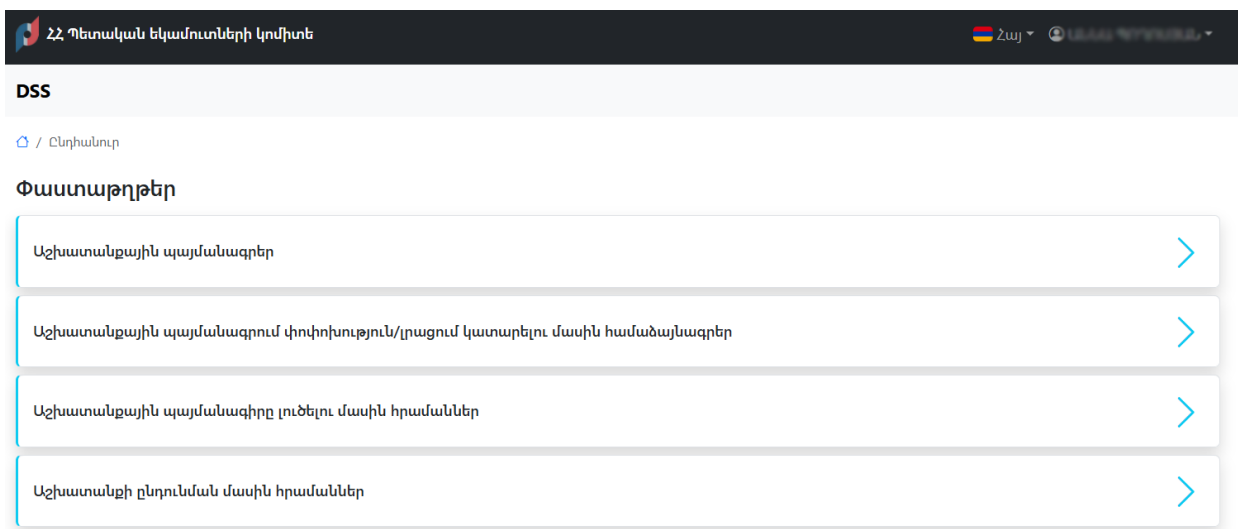 ՀՀ Պետական եկամուտների կոմիտե
Հայ
DSS
/ Ընդհանուր
Փաստաթղթեր
Աշխատանքային պայմանագրեր
Աշխատանքային պայմանագրում փոփոխություն/լրացում կատարելու մասին համաձայնագրեր
Աշխատանքային պայմանագիրը լուծելու մասին հրամաններ
Աշխատանքի ընդունման մասին հրամաններ